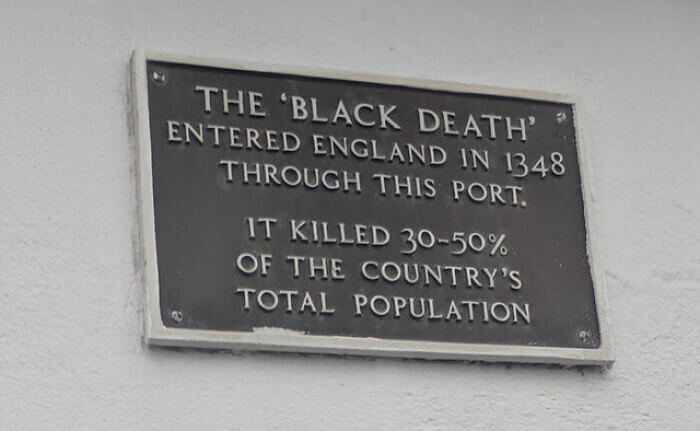 THE ‘BLACK DEATH’
ENTERED ENGLAND IN 1348
THROUGH THIS PORT.
IT KILLED 30-50%
OF THE COUNTRY'S
TOTAL POPULATION